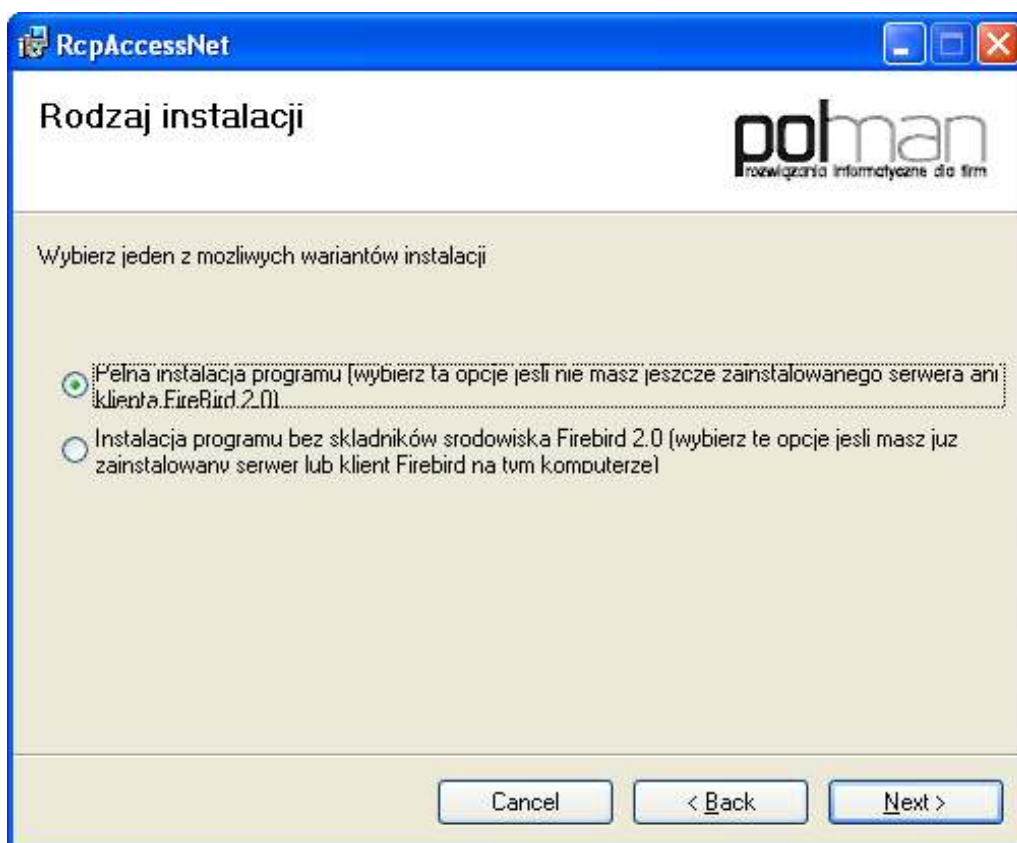 RcpAccessNet
Rodzaj instalacji
polman
rozwiązania informatyczne dla firm
Wybierz jeden z mozliwych wariantów instalacji
Pelna instalacja programu (wybierz ta opcje jesli nie masz jeszcze zainstalowanego serwera ani
klienta FireBird 2.0)
Instalacja programu bez skladników srodowiska Firebird 2.0 (wybierz te opcje jesli masz juz
zainstalowany serwer lub klient Firebird na tym komputerze)
Cancel
< Back
Next >